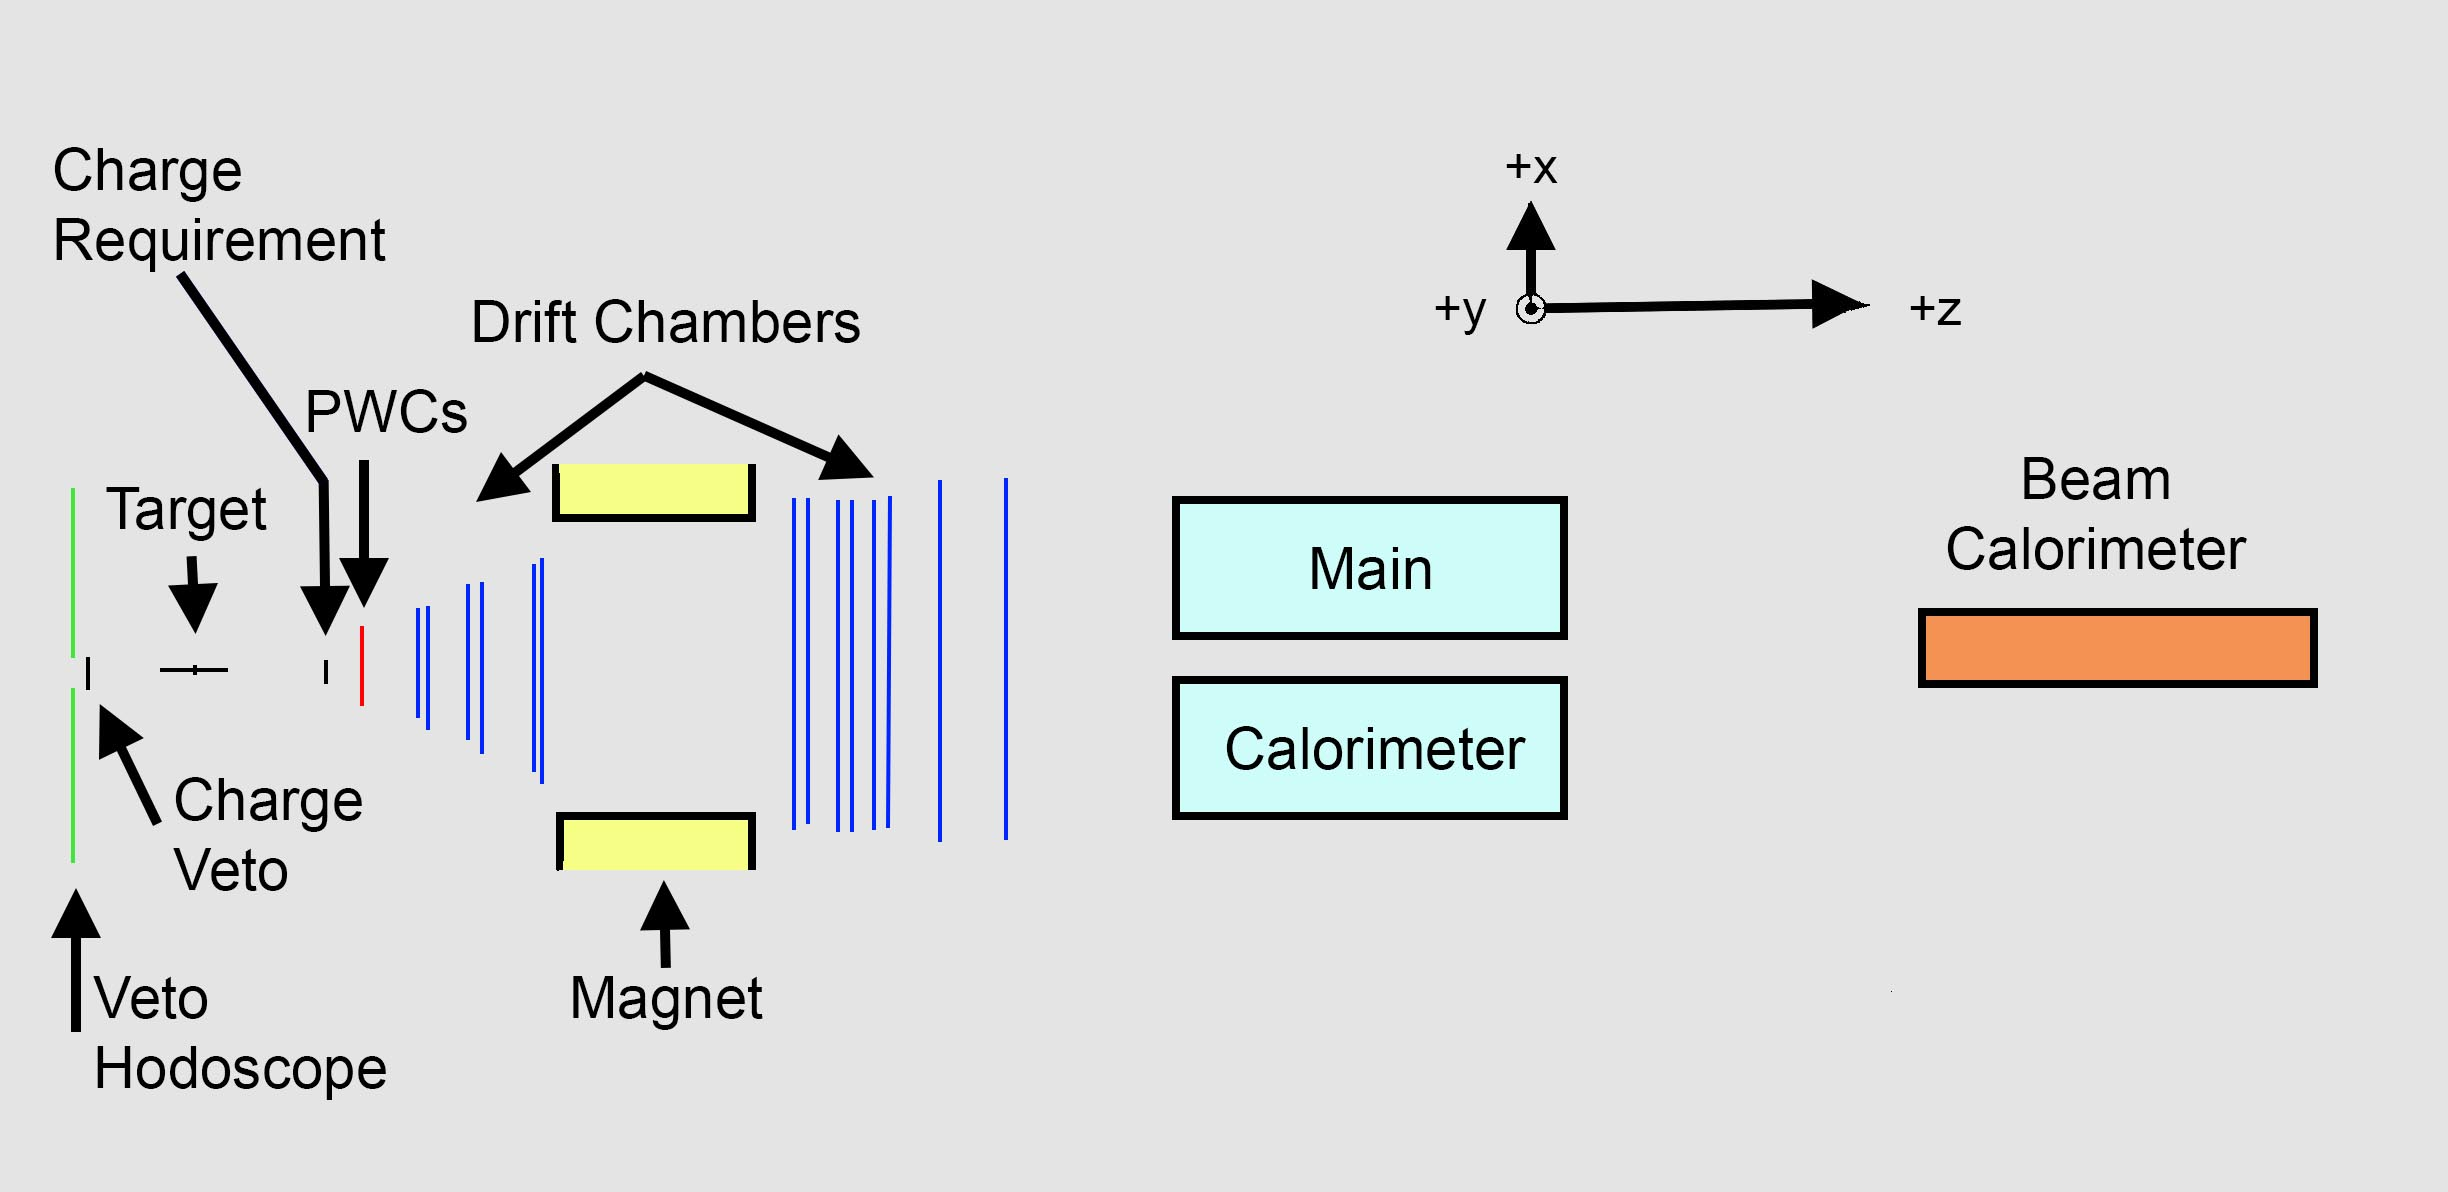 Charge
Requirement
+x
+y
+z
Drift Chambers
PWCs
Target
Main
Calorimeter
Beam
Calorimeter
Charge
Veto
Magnet
Veto
Hodoscope